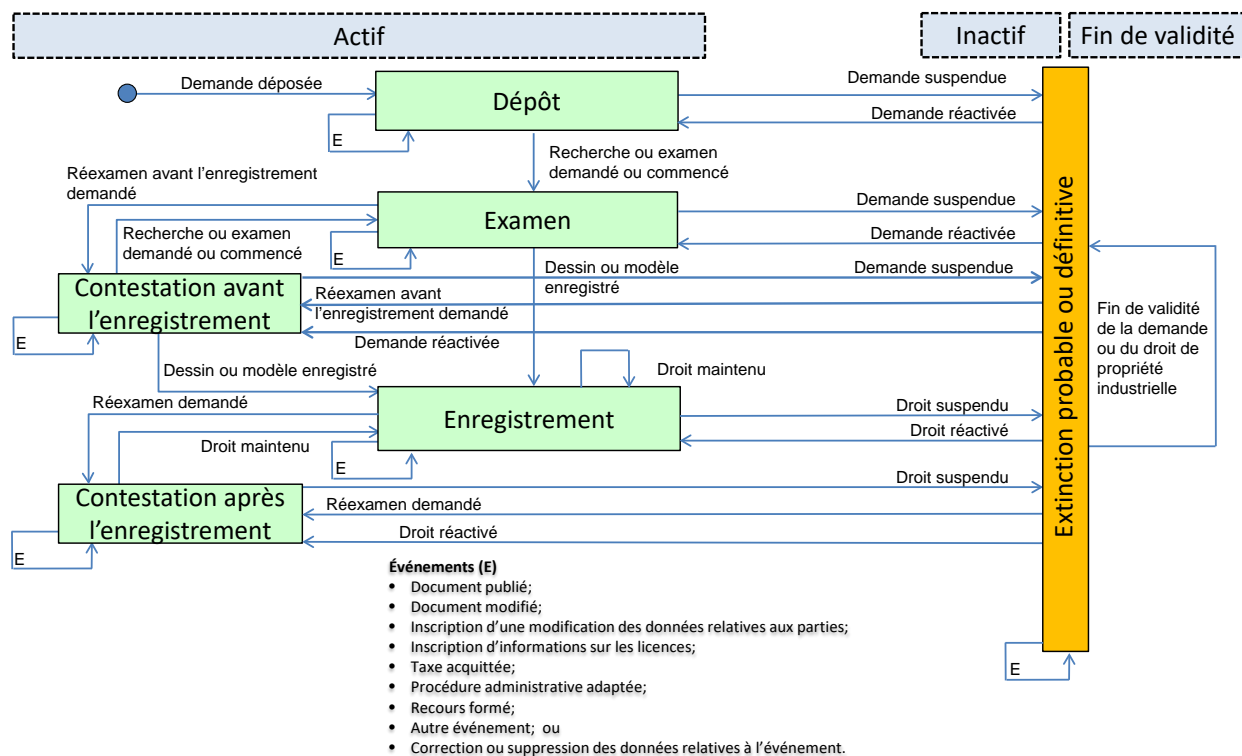 Actif
Inactif
Fin de validité
Demande déposée
Dépôt
Demande suspendue
Demande réactivée
E
Recherche ou examen
demandé ou commencé
Réexamen avant l’enregistrement
demandé
Examen
Demande suspendue
Demande réactivée
Recherche ou examen
demandé ou commencé
E
Contestation avant
l’enregistrement
Dessin ou modèle
enregistré
Demande suspendue
Réexamen avant
l’enregistrement demandé
Demande réactivée
E
Extinction probable ou définitive
Fin de validité
de la demande
ou du droit de
propriété
industrielle
Dessin ou modèle enregistré
Droit maintenu
Réexamen demandé
Enregistrement
Droit suspendu
Droit réactivé
Droit maintenu
E
Contestation après
l’enregistrement
Droit suspendu
Réexamen demandé
Droit réactivé
E
Événements (E)
• Document publié;
• Document modifié;
• Inscription d’une modification des données relatives aux parties;
• Inscription d’informations sur les licences;
• Taxe acquittée;
• Procédure administrative adaptée;
• Recours formé;
• Autre événement; ou
• Correction ou suppression des données relatives à l’événement.
E